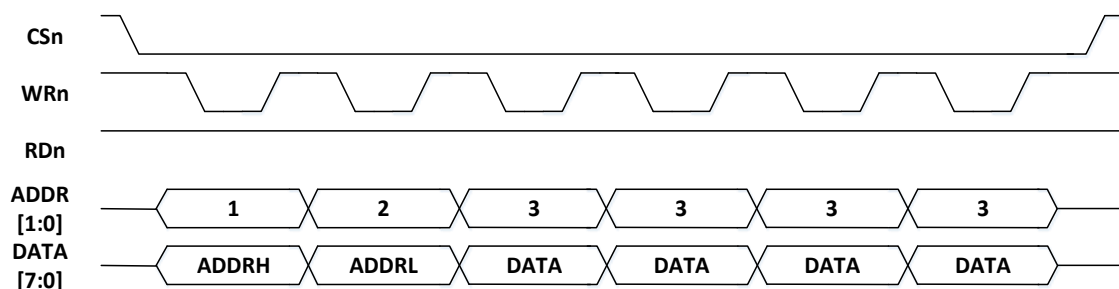 CSn
WRn
RDn
ADDR
[1:0]
1 2 3 3 3 3
DATA
[7:0]
ADDRH ADDRL DATA DATA DATA DATA